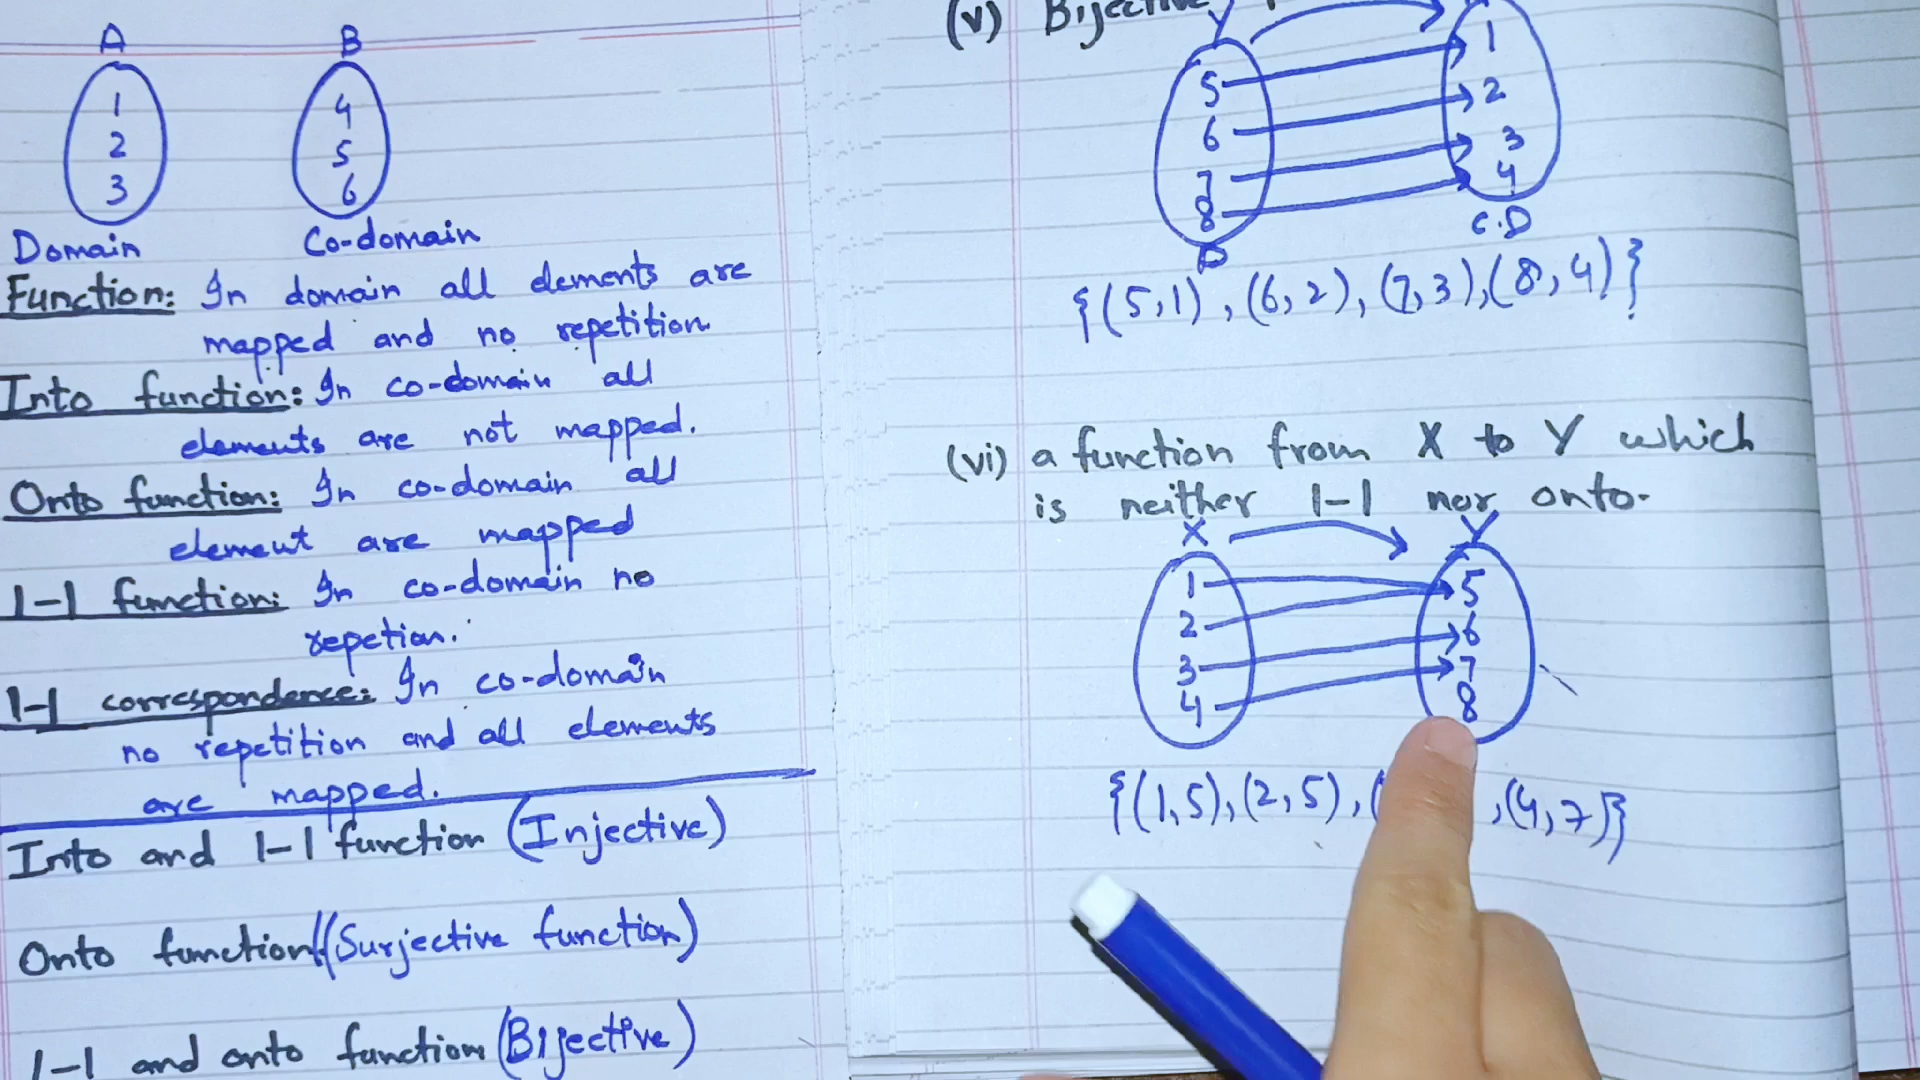 A B
1 4
2 5
3 6
Domain Co-domain
Function: In domain all elements are
mapped and no repetition
Into function: In co-domain all
elements are not mapped.
Onto function: In co-domain all
element are mapped
1-1 function: In co-domain no
repetion.
1-1 correspondence: In co-domain
no repetition and all elements
are mapped.
Into and 1-1 function (Injective)
Onto function (Surjective function)
1-1 and onto function (Bijective)
(v) Bijective
Y
5 1
6 2
7 3
8 4
D C.D
{(5,1), (6,2), (7,3), (8,4)}
(vi) a function from X to Y which
is neither 1-1 nor onto.
X Y
1 5
2 6
3 7
4 8
{(1,5), (2,5), ( , (4,7)}